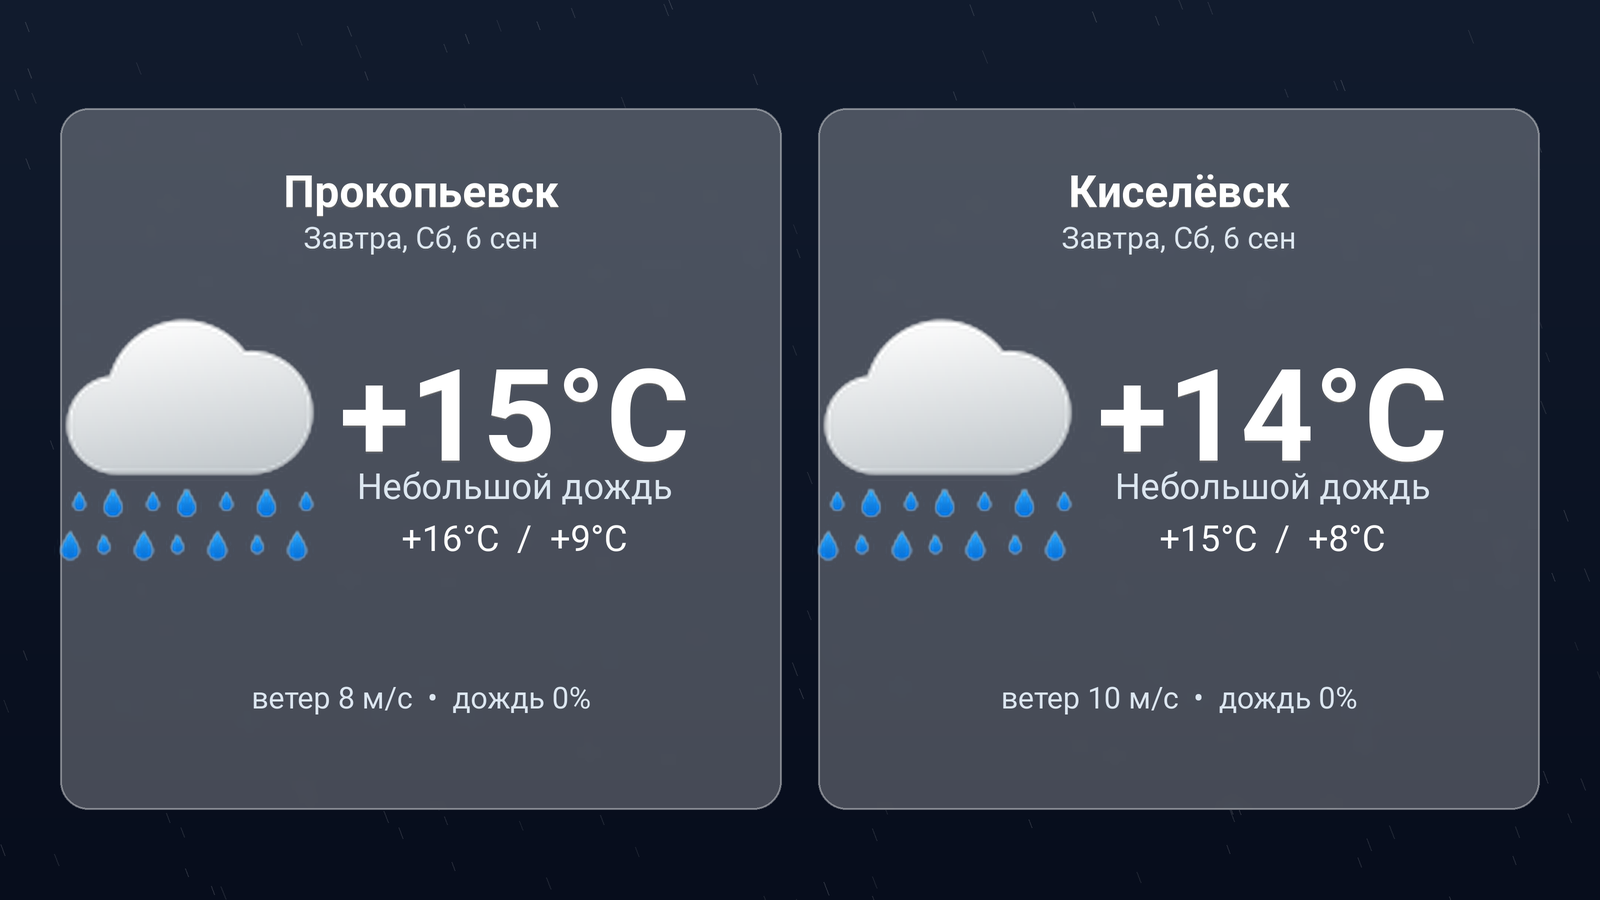 Прокопьевск
Завтра, Сб, 6 сен
+15°C
Небольшой дождь
+16°C / +9°C
ветер 8 м/с • дождь 0%
Киселёвск
Завтра, Сб, 6 сен
+14°C
Небольшой дождь
+15°C / +8°C
ветер 10 м/с • дождь 0%